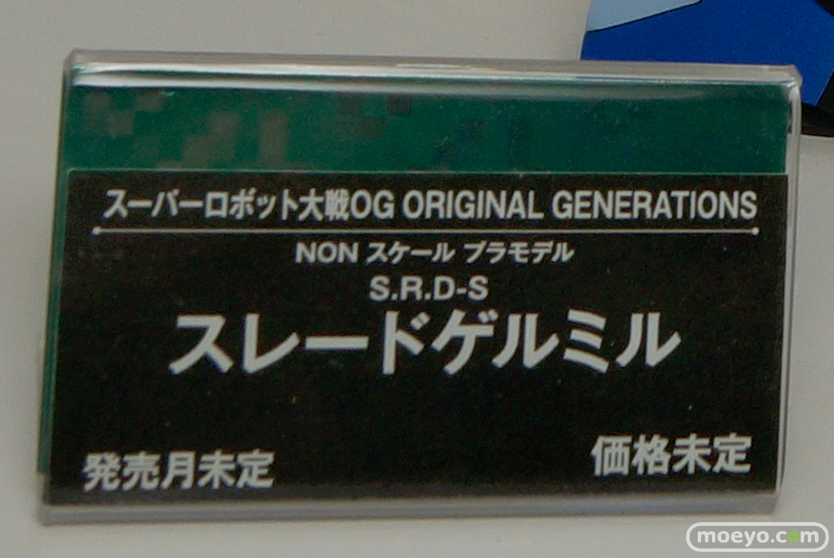 スーパーロボット大戦OG ORIGINAL GENERATIONS
NON スケール プラモデル
S.R.D-S
スレードゲルミル
発売月未定
価格未定
moeyo.com